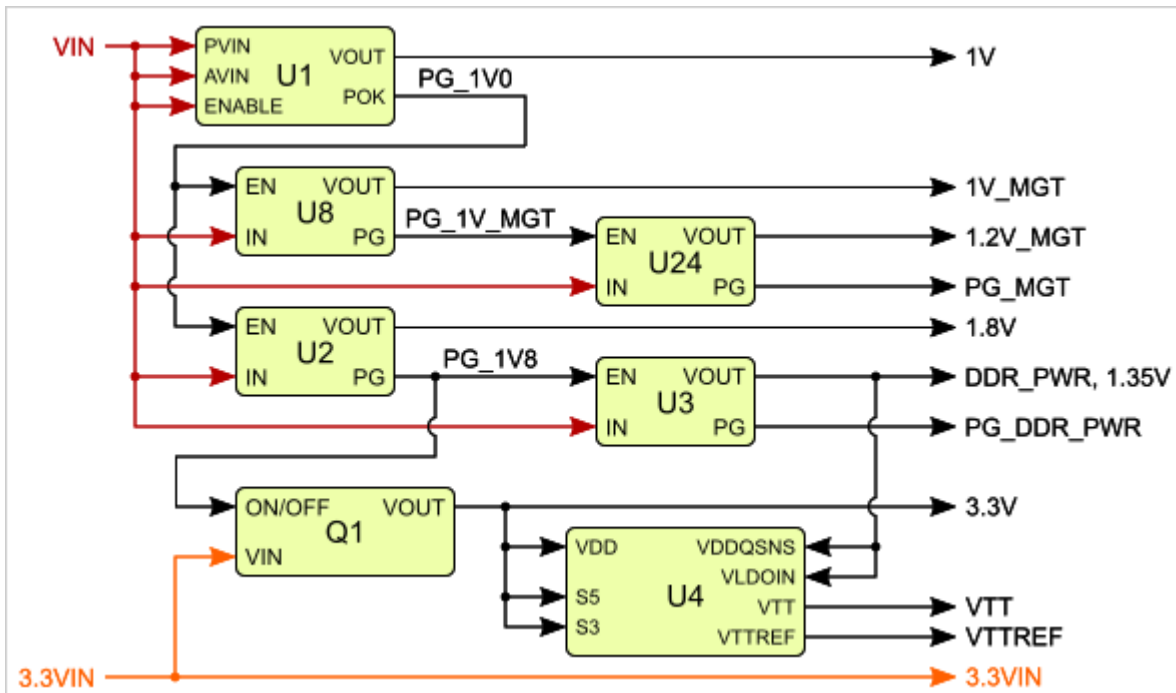 VIN
PVIN
AVIN
ENABLE
U1
VOUT
POK
PG_1V0
1V
EN
IN
U8
VOUT
PG
PG_1V_MGT
1V_MGT
EN
IN
U24
VOUT
PG
1.2V_MGT
PG_MGT
EN
IN
U2
VOUT
PG
1.8V
PG_1V8
EN
IN
U3
VOUT
PG
DDR_PWR, 1.35V
PG_DDR_PWR
ON/OFF
VIN
Q1
VOUT
3.3V
VDD
S5
S3
U4
VDDQSNS
VLDOIN
VTT
VTTREF
VTT
VTTREF
3.3VIN
3.3VIN